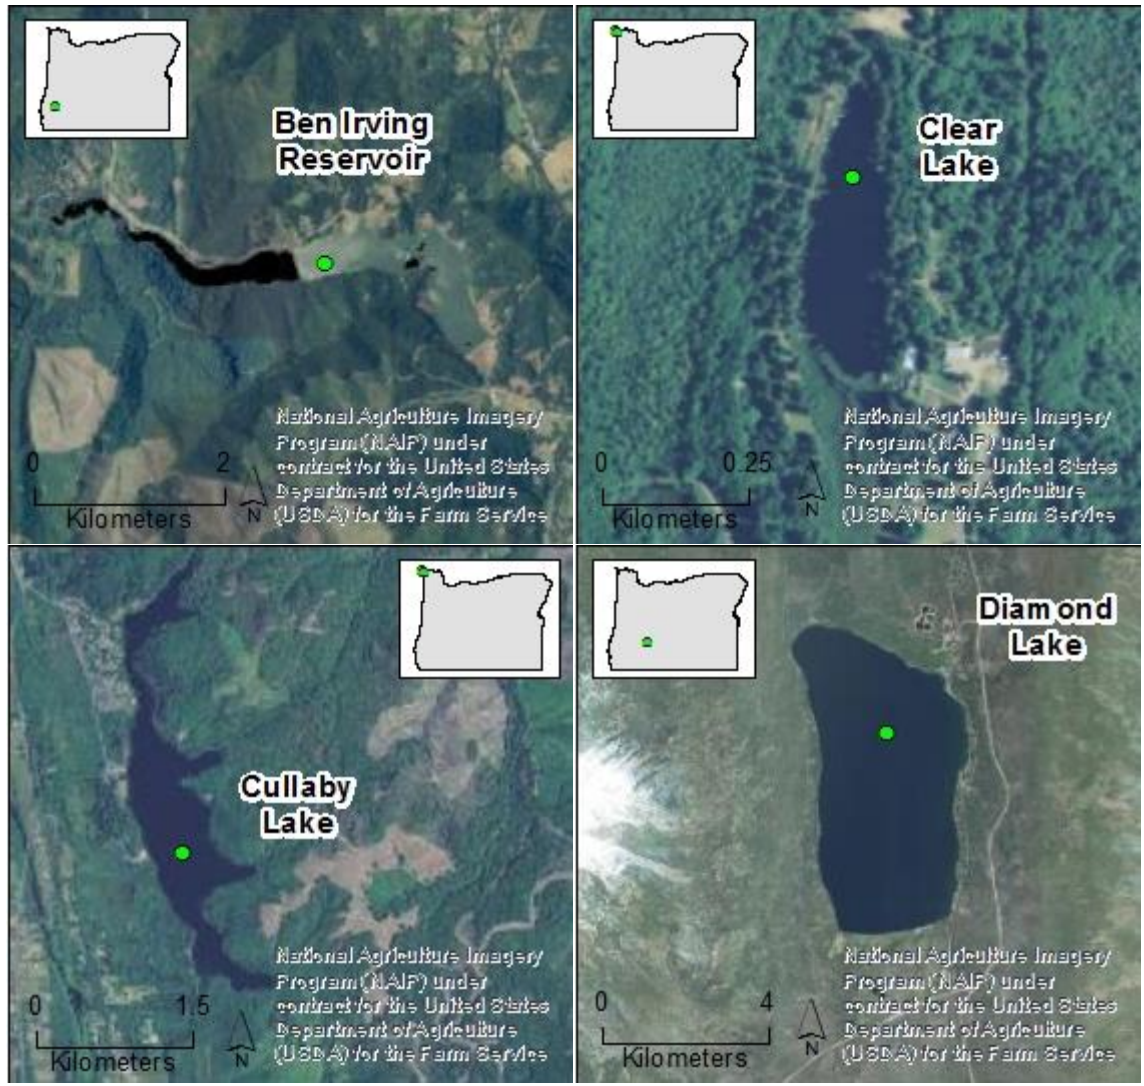 Ben Irving
Reservoir
National Agriculture Imagery
Program (NAIP) under
contract for the United States
Department of Agriculture
(USDA) for the Farm Service
0 2
Kilometers
N
Clear
Lake
National Agriculture Imagery
Program (NAIP) under
contract for the United States
Department of Agriculture
(USDA) for the Farm Service
0 0.25
Kilometers
N
Cullaby
Lake
National Agriculture Imagery
Program (NAIP) under
contract for the United States
Department of Agriculture
(USDA) for the Farm Service
0 1.5
Kilometers
N
Diamond
Lake
National Agriculture Imagery
Program (NAIP) under
contract for the United States
Department of Agriculture
(USDA) for the Farm Service
0 4
Kilometers
N